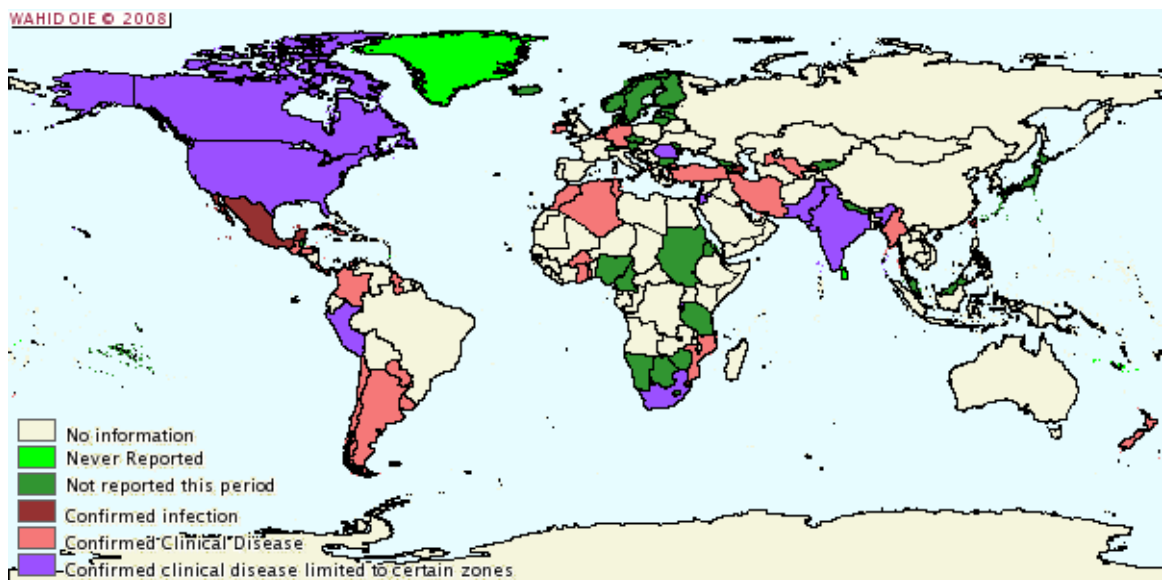 WAHID OIE © 2008
No information
Never Reported
Not reported this period
Confirmed infection
Confirmed Clinical Disease
Confirmed clinical disease limited to certain zones